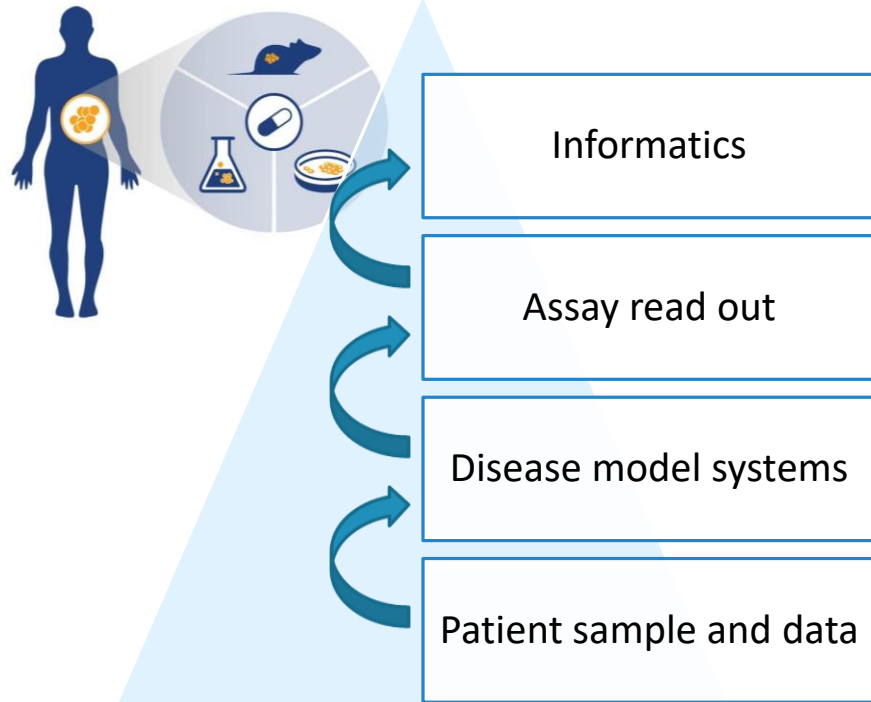 Informatics
Assay read out
Disease model systems
Patient sample and data